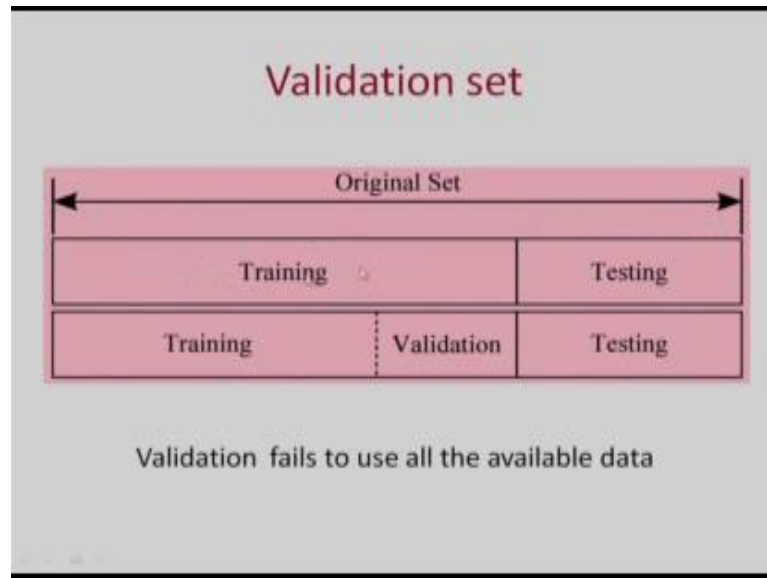 Validation set
Original Set
Training Testing
Training Validation Testing
Validation fails to use all the available data